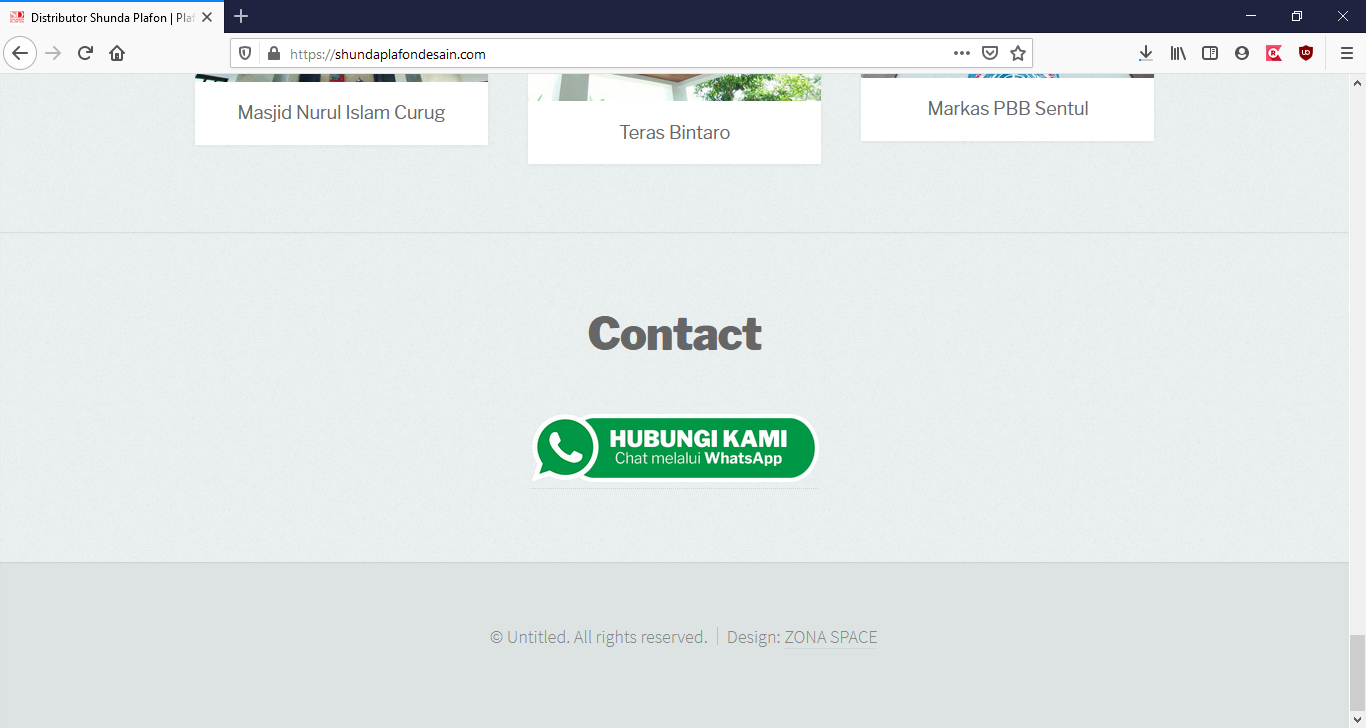 Distributor Shunda Plafon | Plaf
https://shundaplafondesain.com
Masjid Nurul Islam Curug
Teras Bintaro
Markas PBB Sentul
Contact
HUBUNGI KAMI
Chat melalui WhatsApp
© Untitled. All rights reserved. Design: ZONA SPACE